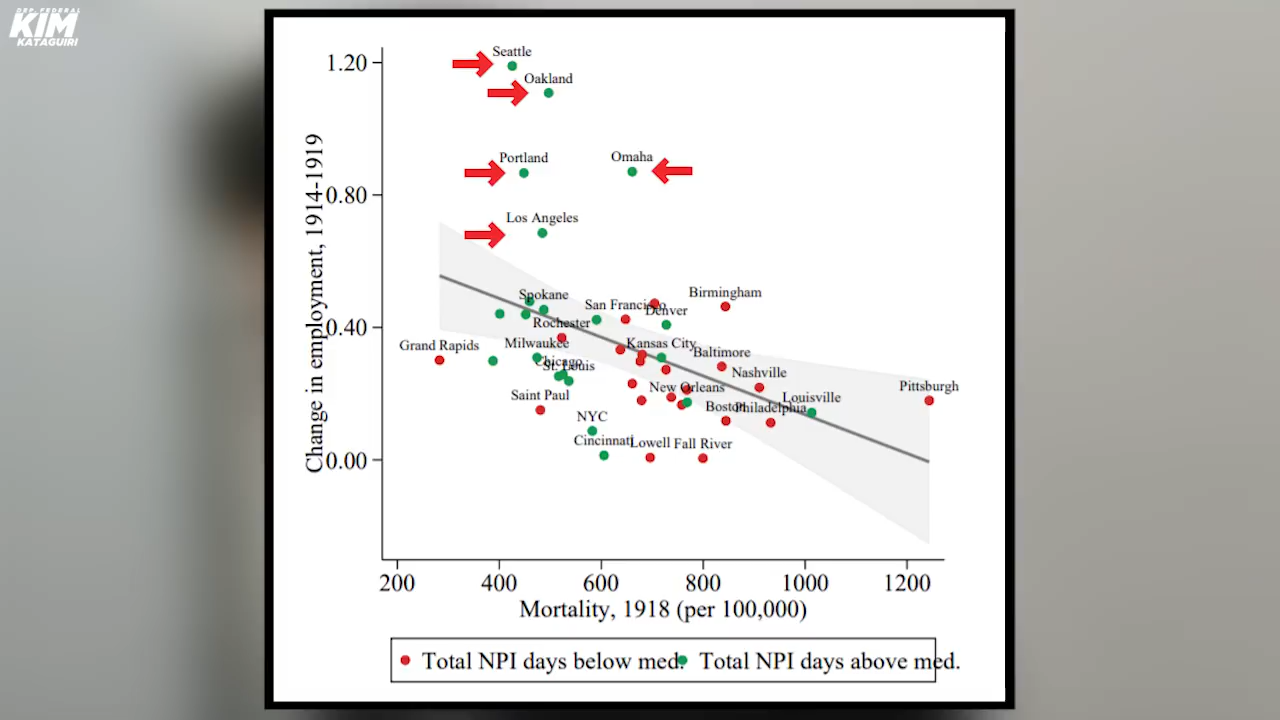 DEP. FEDERAL
KIM
KATAGUIRI
Change in employment, 1914-1919
1.20
0.80
0.40
0.00
Seattle
Oakland
Portland
Omaha
Los Angeles
Spokane
San Francisco
Birmingham
Denver
Rochester
Grand Rapids
Milwaukee
Kansas City
Chicago
St. Louis
Baltimore
Nashville
Pittsburgh
Saint Paul
New Orleans
Louisville
Boston
Philadelphia
NYC
Cincinnati
Lowell
Fall River
200 400 600 800 1000 1200
Mortality, 1918 (per 100,000)
Total NPI days below med. Total NPI days above med.